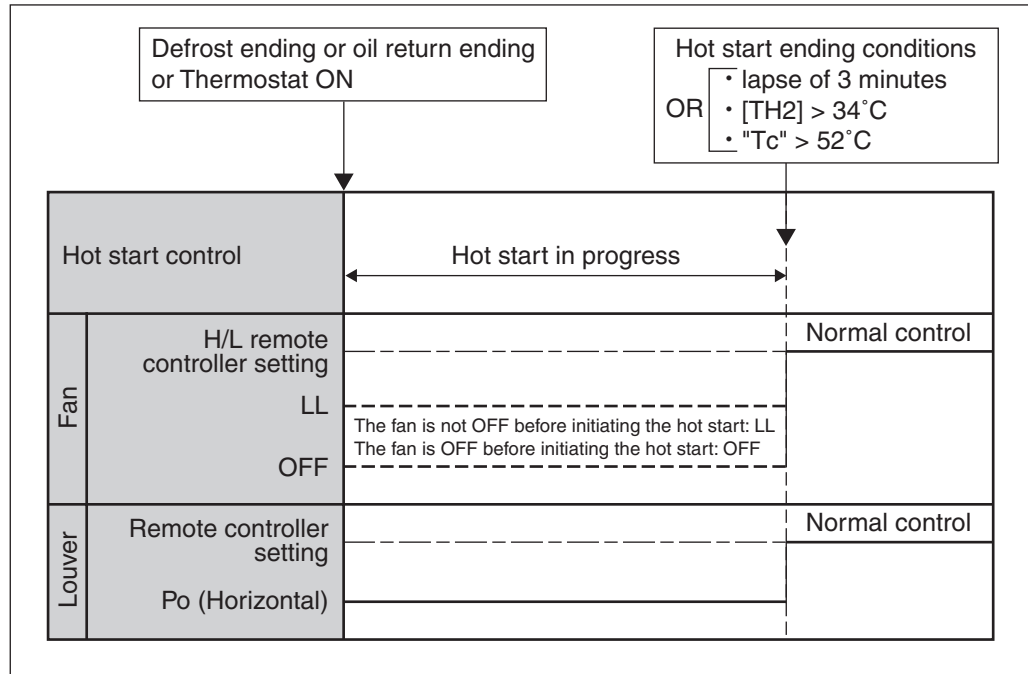 Defrost ending or oil return ending
or Thermostat ON
Hot start ending conditions
OR
・ lapse of 3 minutes
・ [TH2] > 34˚C
・ "Tc" > 52˚C
Hot start control
Hot start in progress
Fan
H/L remote
controller setting
Normal control
LL
The fan is not OFF before initiating the hot start: LL
The fan is OFF before initiating the hot start: OFF
OFF
Louver
Remote controller
setting
Normal control
Po (Horizontal)